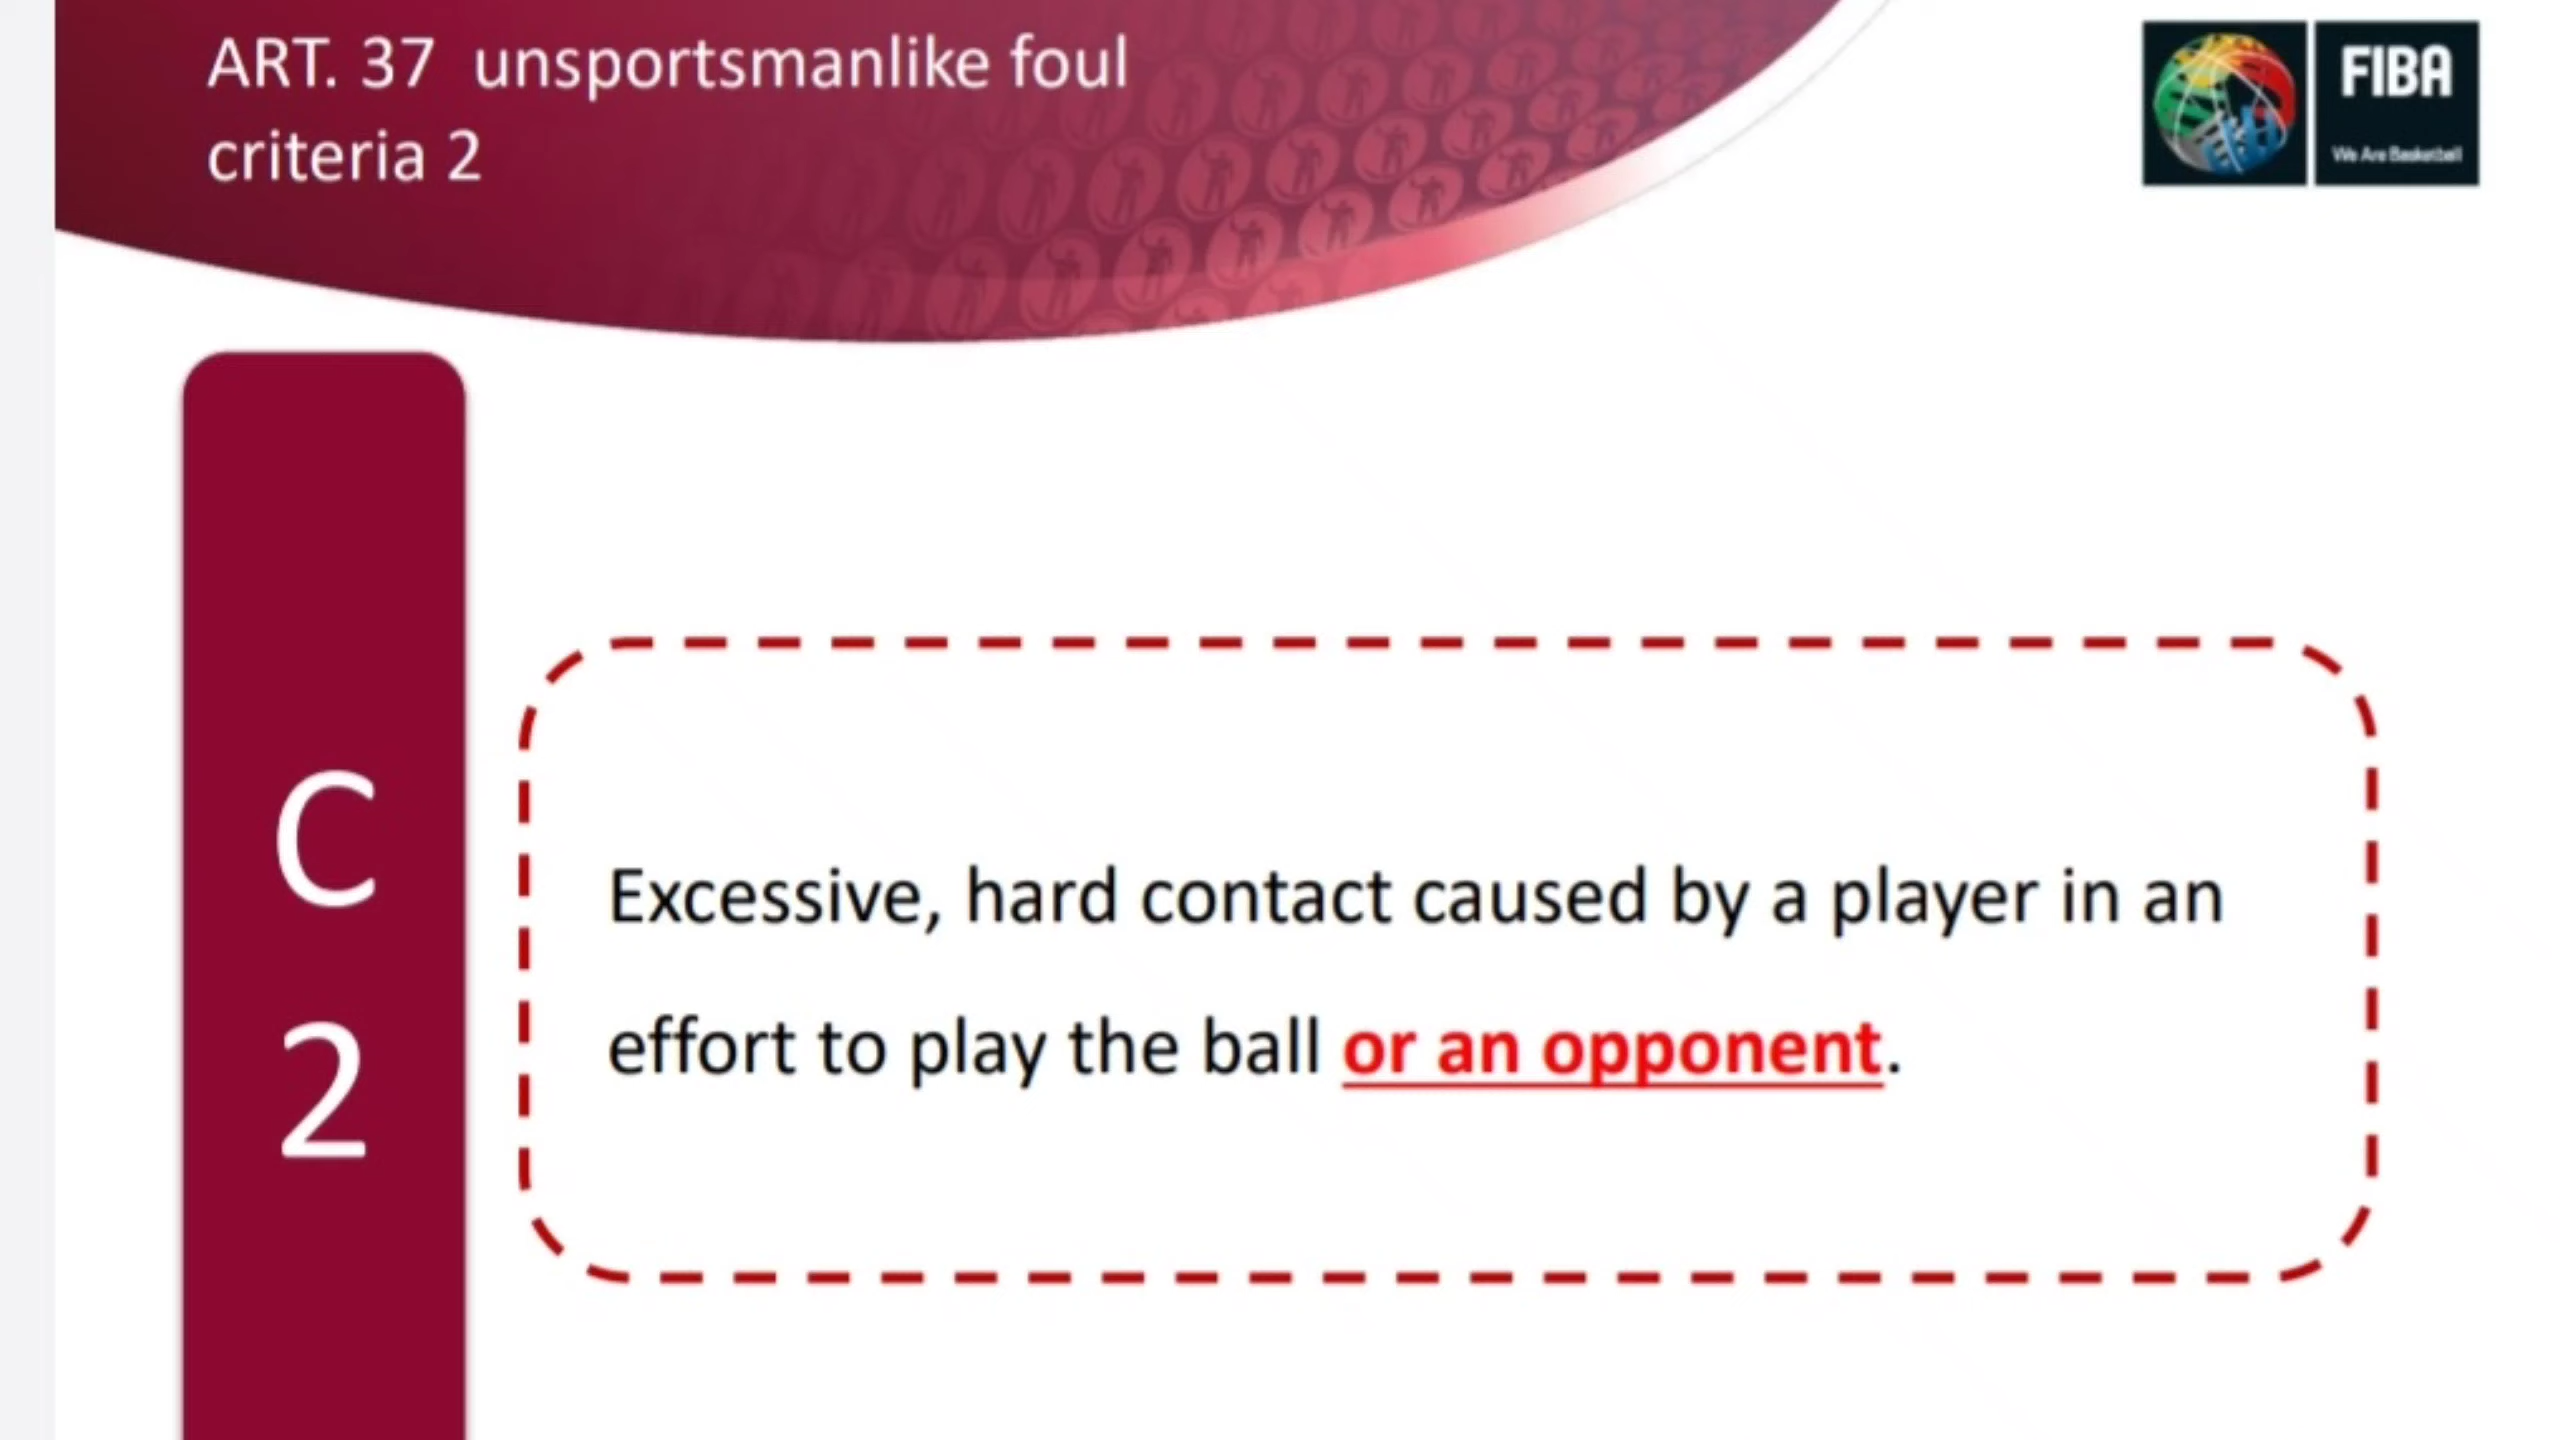 ART. 37 unsportsmanlike foul
criteria 2
FIBA
We Are Basketball
C
2
Excessive, hard contact caused by a player in an
effort to play the ball or an opponent.